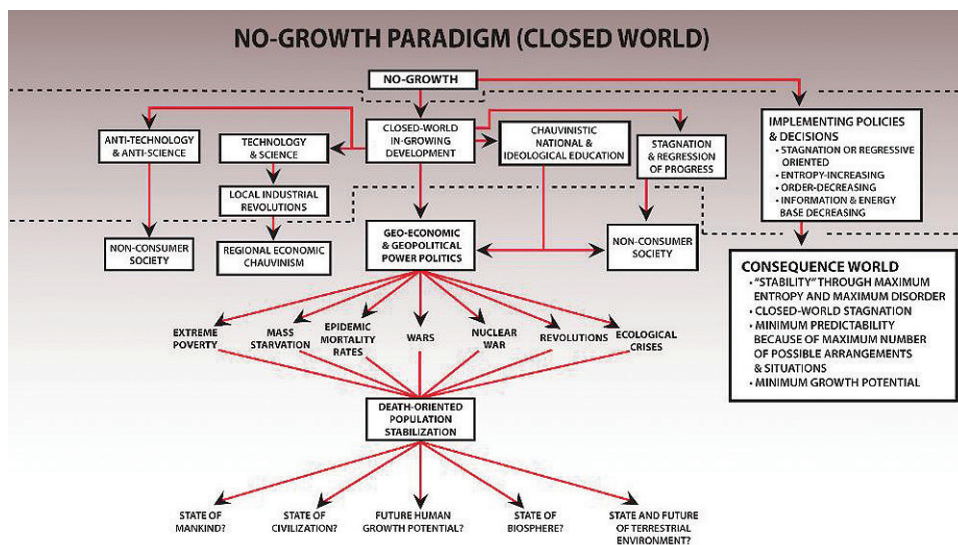 NO-GROWTH PARADIGM (CLOSED WORLD)
NO-GROWTH
ANTI-TECHNOLOGY
& ANTI-SCIENCE
TECHNOLOGY
& SCIENCE
CLOSED-WORLD
IN-GROWING
DEVELOPMENT
CHAUVINISTIC
NATIONAL &
IDEOLOGICAL EDUCATION
STAGNATION
& REGRESSION
OF PROGRESS
IMPLEMENTING POLICIES
& DECISIONS
• STAGNATION OR REGRESSIVE
ORIENTED
• ENTROPY-INCREASING
• ORDER-DECREASING
• INFORMATION & ENERGY
BASE DECREASING
LOCAL INDUSTRIAL
REVOLUTIONS
NON-CONSUMER
SOCIETY
REGIONAL ECONOMIC
CHAUVINISM
GEO-ECONOMIC
& GEOPOLITICAL
POWER POLITICS
NON-CONSUMER
SOCIETY
CONSEQUENCE WORLD
• "STABILITY" THROUGH MAXIMUM
ENTROPY AND MAXIMUM DISORDER
• CLOSED-WORLD STAGNATION
• MINIMUM PREDICTABILITY
BECAUSE OF MAXIMUM NUMBER
OF POSSIBLE ARRANGEMENTS
& SITUATIONS
• MINIMUM GROWTH POTENTIAL
EXTREME
POVERTY
MASS
STARVATION
EPIDEMIC
MORTALITY
RATES
WARS
NUCLEAR
WAR
REVOLUTIONS
ECOLOGICAL
CRISES
DEATH-ORIENTED
POPULATION
STABILIZATION
STATE OF
MANKIND?
STATE OF
CIVILIZATION?
FUTURE HUMAN
GROWTH POTENTIAL?
STATE OF
BIOSPHERE?
STATE AND FUTURE
OF TERRESTRIAL
ENVIRONMENT?